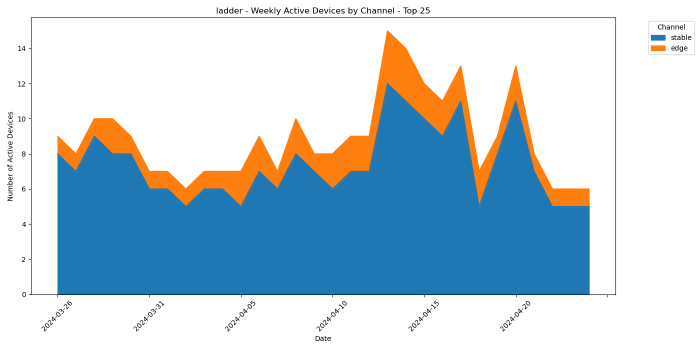 ladder - Weekly Active Devices by Channel - Top 25
Channel
stable
edge
Number of Active Devices
14
12
10
8
6
4
2
0
2024-03-26
2024-03-31
2024-04-05
2024-04-10
2024-04-15
2024-04-20
Date